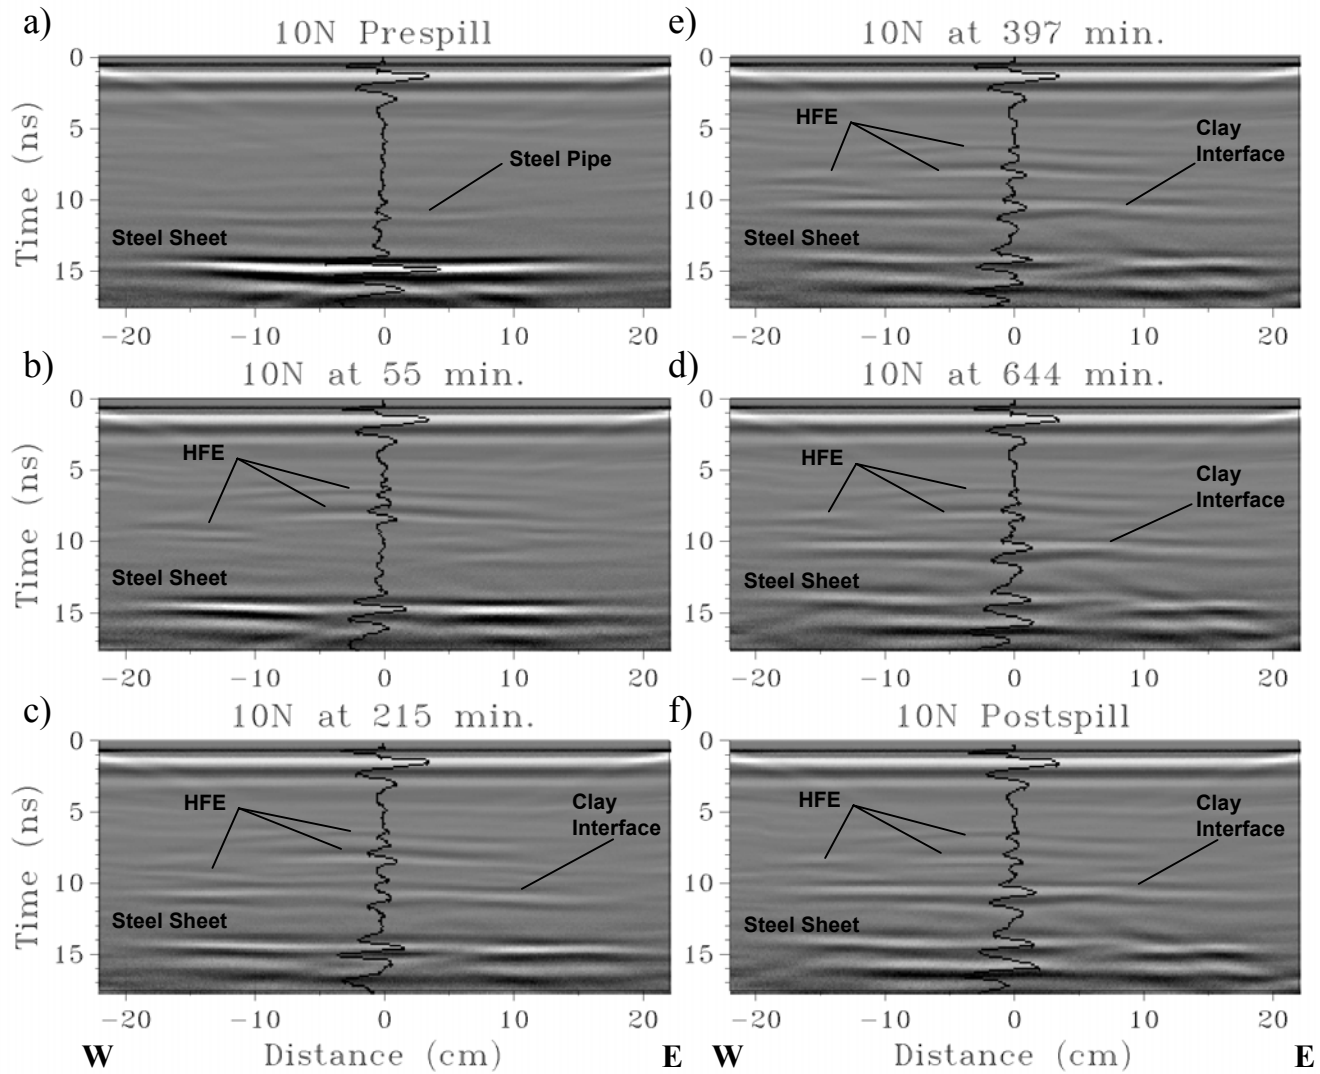 a)
10N Prespill
0
5
10
15
Time (ns)
Steel Pipe
Steel Sheet
-20
-10
0
10
20
b)
10N at 55 min.
0
5
10
15
Time (ns)
HFE
Steel Sheet
-20
-10
0
10
20
c)
10N at 215 min.
0
5
10
15
Time (ns)
HFE
Clay
Interface
Steel Sheet
-20
-10
0
10
20
W
Distance (cm)
E
e)
10N at 397 min.
0
5
10
15
HFE
Clay
Interface
Steel Sheet
-20
-10
0
10
20
d)
10N at 644 min.
0
5
10
15
HFE
Clay
Interface
Steel Sheet
-20
-10
0
10
20
f)
10N Postspill
0
5
10
15
HFE
Clay
Interface
Steel Sheet
-20
-10
0
10
20
W
Distance (cm)
E